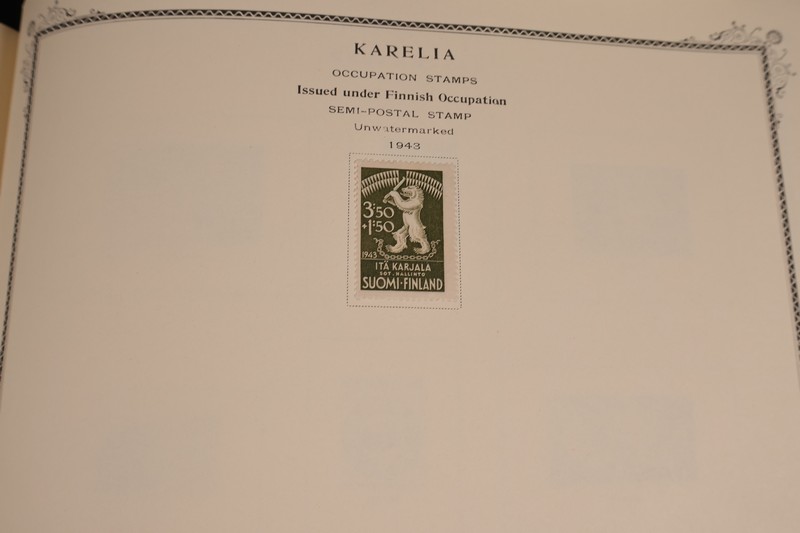 KARELIA
OCCUPATION STAMPS
Issued under Finnish Occupation
SEMI-POSTAL STAMP
Unwatermarked
1943
3:50
+1:50
1943
ITÄ KARJALA
SOT. HALLINTO
SUOMI·FINLAND